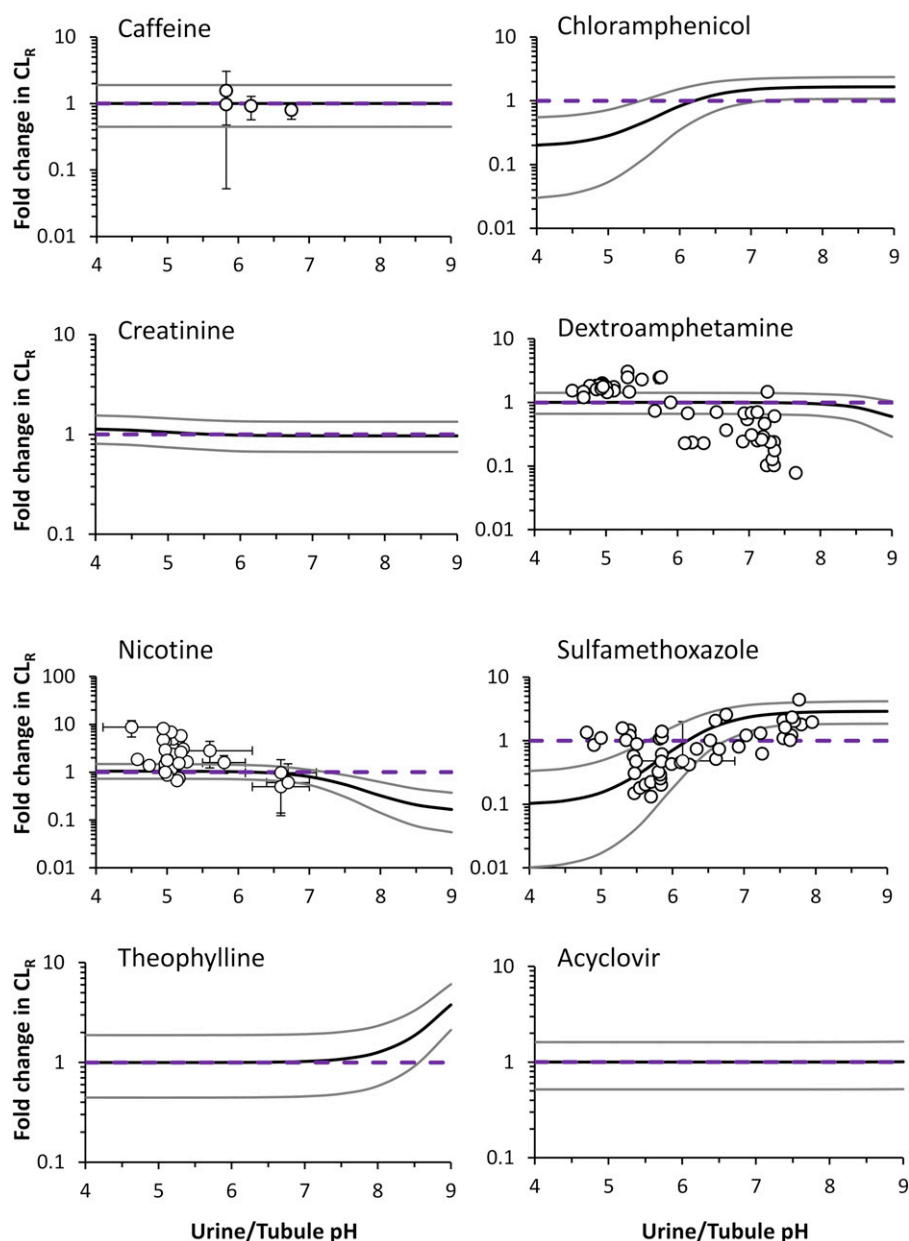 Caffeine
Fold change in CLR
10
1
0.1
0.01
4 5 6 7 8 9
Chloramphenicol
10
1
0.1
0.01
4 5 6 7 8 9
Creatinine
Fold change in CLR
10
1
0.1
4 5 6 7 8 9
Dextroamphetamine
10
1
0.1
0.01
4 5 6 7 8 9
Nicotine
Fold change in CLR
100
10
1
0.1
0.01
4 5 6 7 8 9
Sulfamethoxazole
10
1
0.1
0.01
4 5 6 7 8 9
Theophylline
Fold change in CLR
10
1
0.1
4 5 6 7 8 9
Urine/Tubule pH
Acyclovir
10
1
0.1
4 5 6 7 8 9
Urine/Tubule pH